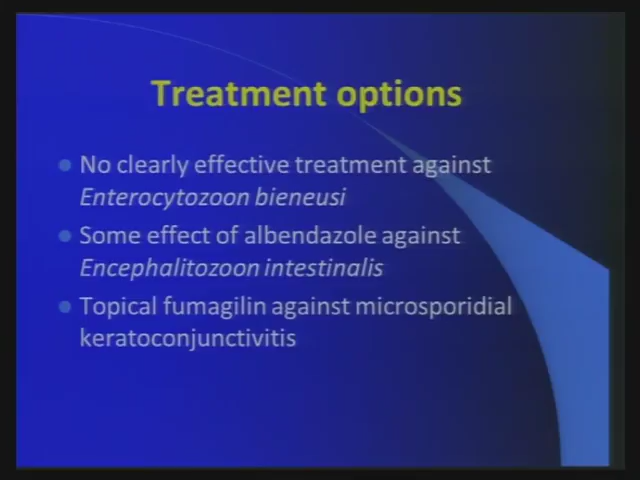 Treatment options
No clearly effective treatment against
Enterocytozoon bieneusi
Some effect of albendazole against
Encephalitozoon intestinalis
Topical fumagilin against microsporidial
keratoconjunctivitis